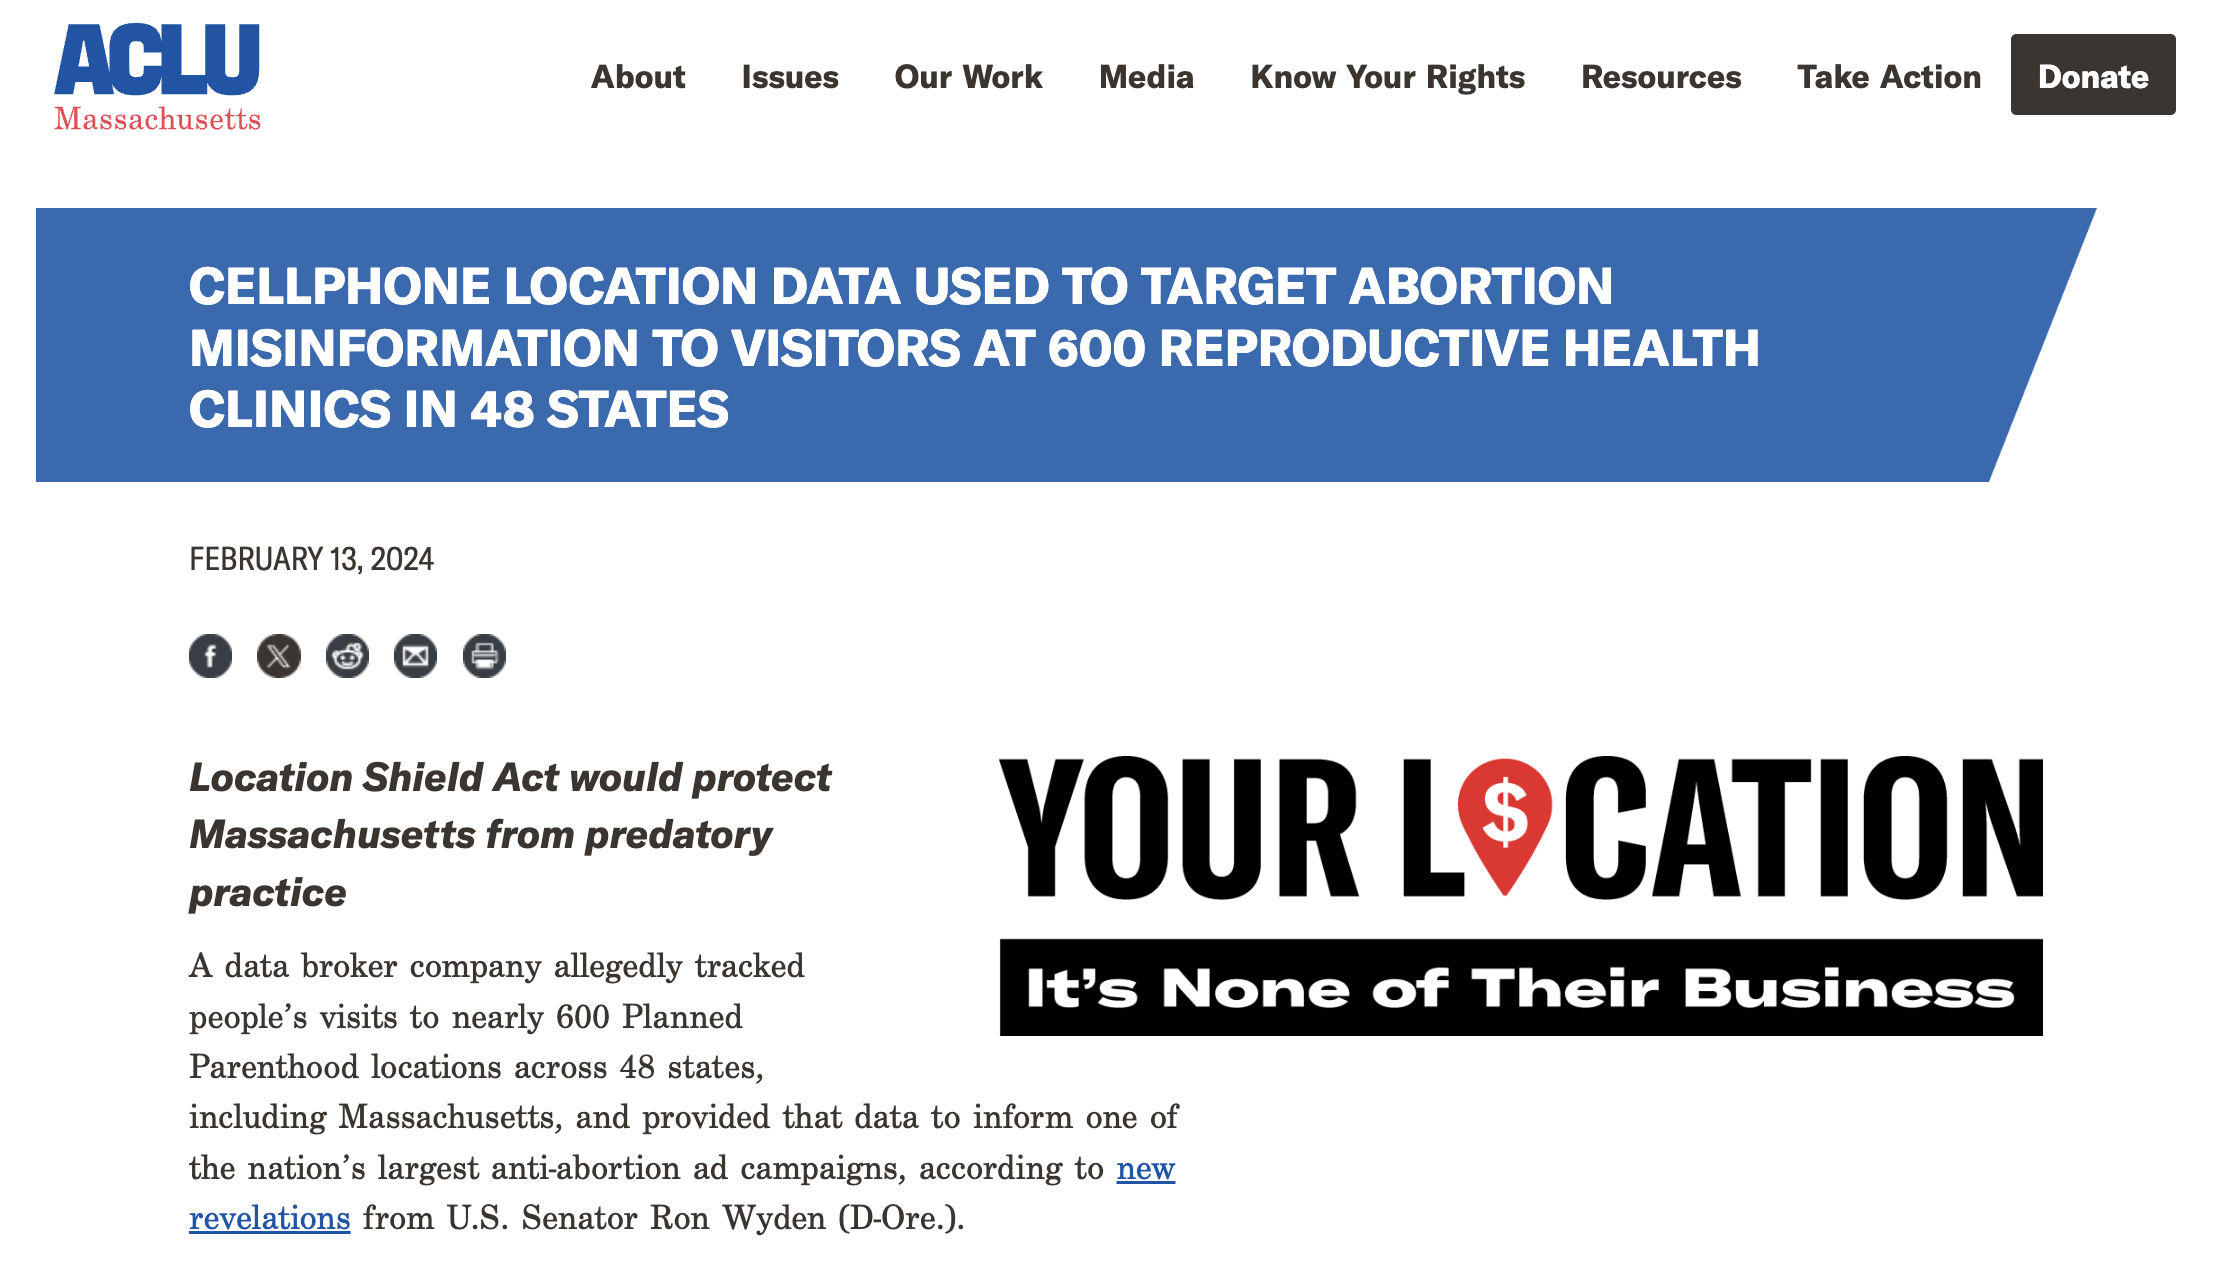 ACLU
Massachusetts
About Issues Our Work Media Know Your Rights Resources Take Action Donate
CELLPHONE LOCATION DATA USED TO TARGET ABORTION
MISINFORMATION TO VISITORS AT 600 REPRODUCTIVE HEALTH
CLINICS IN 48 STATES
FEBRUARY 13, 2024
Location Shield Act would protect
Massachusetts from predatory
practice
YOUR LOCATION
It's None of Their Business
A data broker company allegedly tracked
people's visits to nearly 600 Planned
Parenthood locations across 48 states,
including Massachusetts, and provided that data to inform one of
the nation's largest anti-abortion ad campaigns, according to new
revelations from U.S. Senator Ron Wyden (D-Ore.).